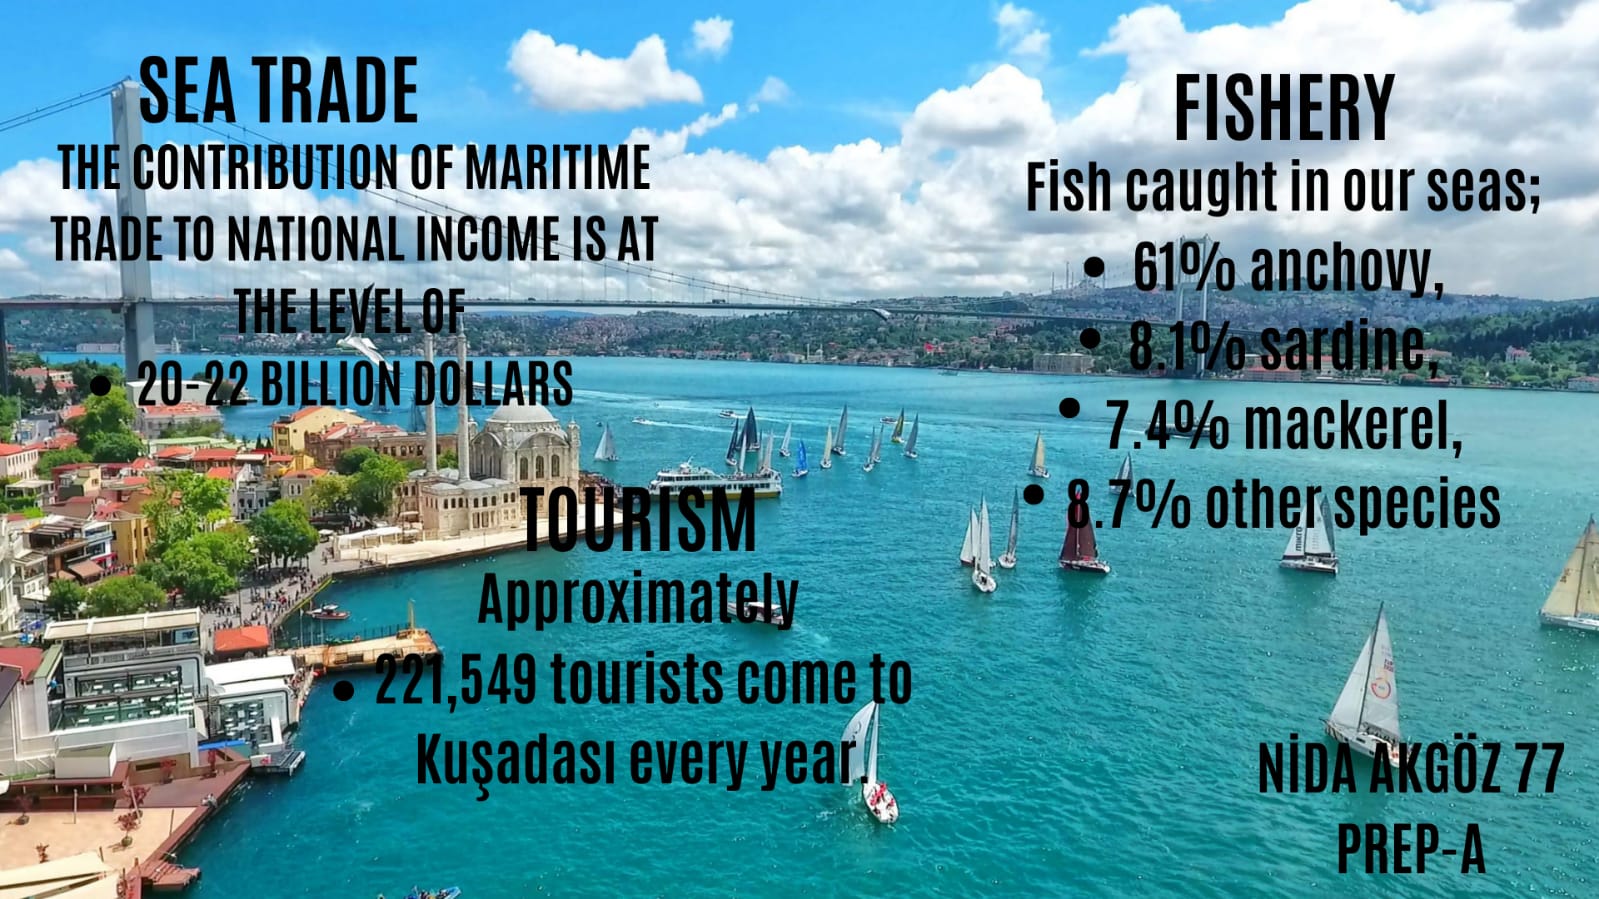 SEA TRADE
THE CONTRIBUTION OF MARITIME
TRADE TO NATIONAL INCOME IS AT
THE LEVEL OF
• 20-22 BILLION DOLLARS
FISHERY
Fish caught in our seas;
• 61% anchovy,
• 8.1% sardine,
• 7.4% mackerel,
• 8.7% other species
TOURISM
Approximately
• 221,549 tourists come to
Kuşadası every year.
NİDA AKGÖZ 77
PREP-A